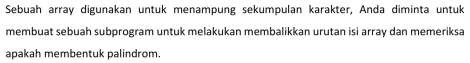 Sebuah array digunakan untuk menampung sekumpulan karakter, Anda diminta untuk
membuat sebuah subprogram untuk melakukan membalikkan urutan isi array dan memeriksa
apakah membentuk palindrom.